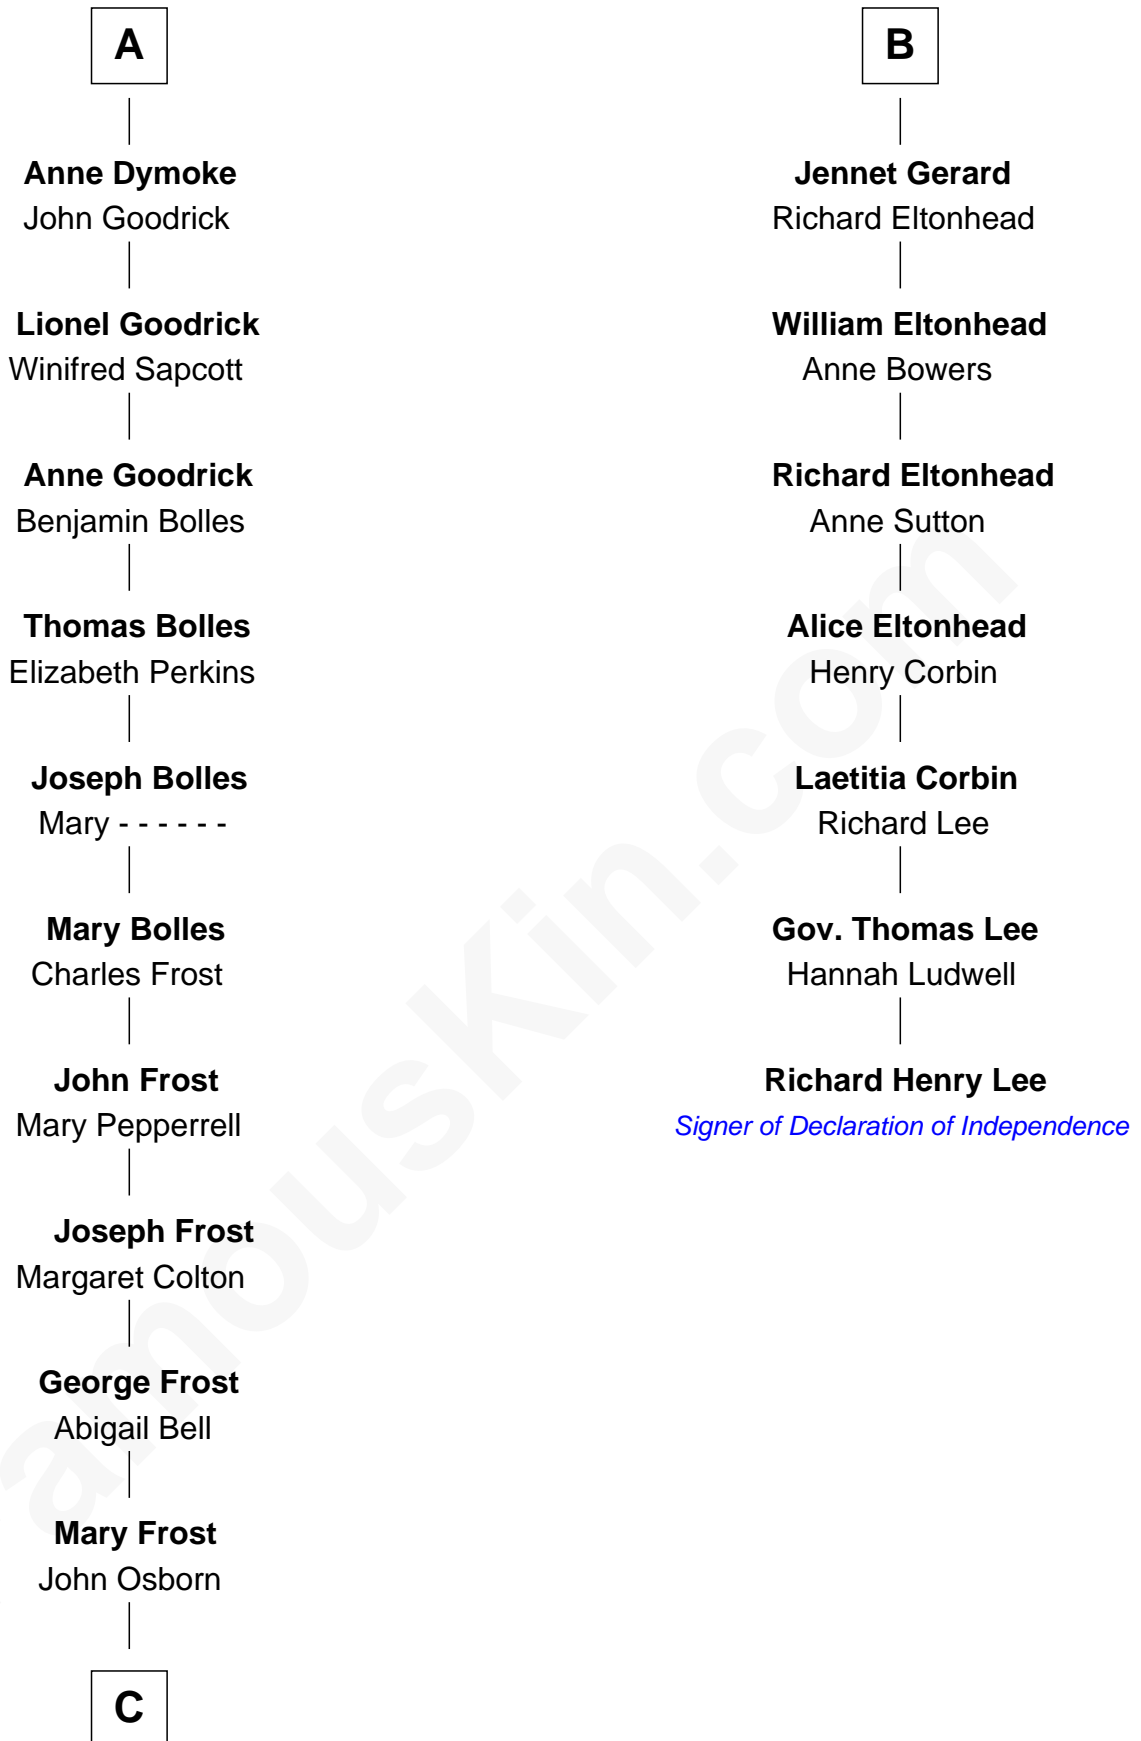 A
Anne Dymoke
John Goodrick
Lionel Goodrick
Winifred Sapcott
Anne Goodrick
Benjamin Bolles
Thomas Bolles
Elizabeth Perkins
Joseph Bolles
Mary - - - - - -
Mary Bolles
Charles Frost
John Frost
Mary Pepperrell
Joseph Frost
Margaret Colton
George Frost
Abigail Bell
Mary Frost
John Osborn
C
B
Jennet Gerard
Richard Eltonhead
William Eltonhead
Anne Bowers
Richard Eltonhead
Anne Sutton
Alice Eltonhead
Henry Corbin
Laetitia Corbin
Richard Lee
Gov. Thomas Lee
Hannah Ludwell
Richard Henry Lee
Signer of Declaration of Independence
amousKin.com